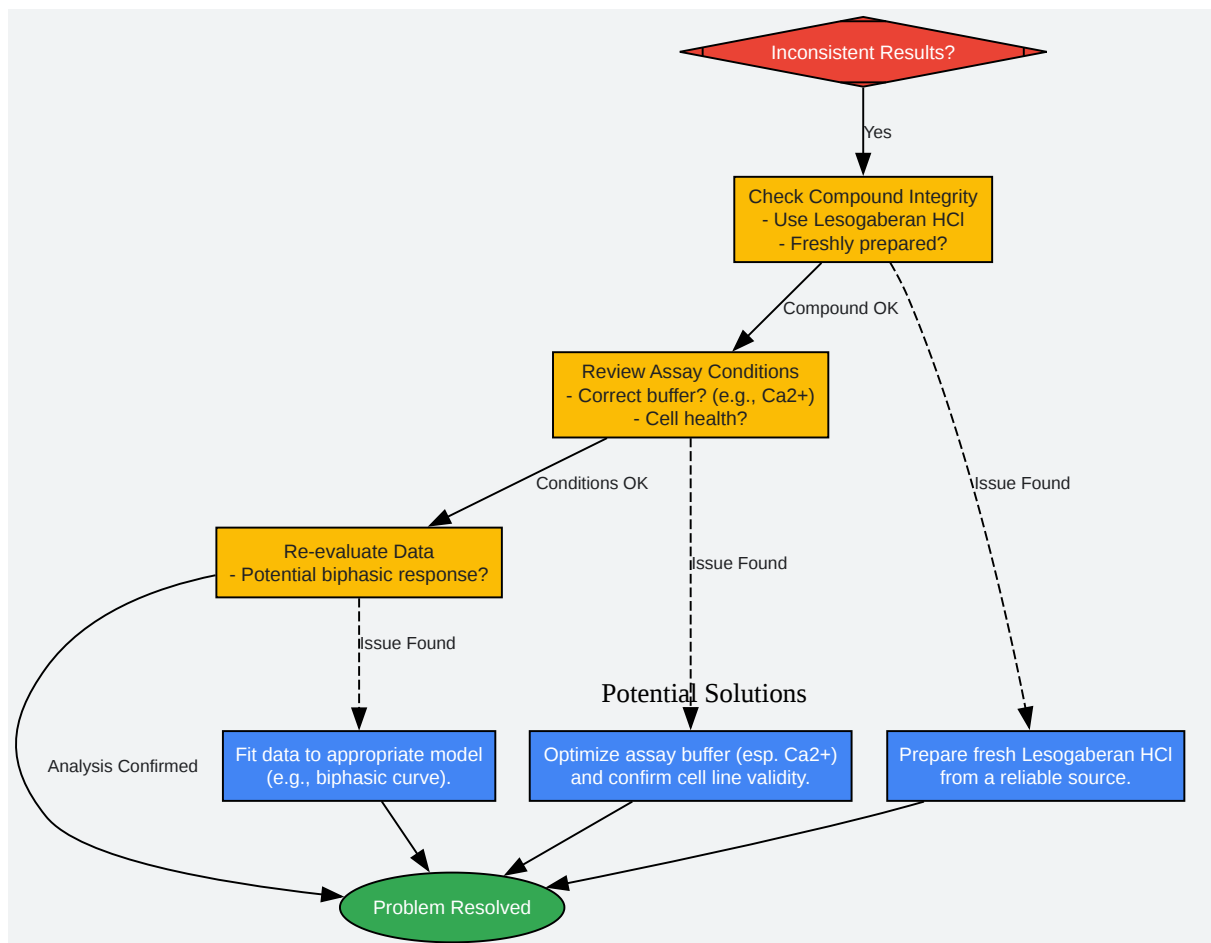 Inconsistent Results?
Yes
Check Compound Integrity
- Use Lesogaberan HCl
- Freshly prepared?
Compound OK
Review Assay Conditions
- Correct buffer? (e.g., Ca2+)
- Cell health?
Conditions OK
Issue Found
Re-evaluate Data
- Potential biphasic response?
Issue Found
Issue Found
Potential Solutions
Fit data to appropriate model
(e.g., biphasic curve).
Optimize assay buffer (esp. Ca2+)
and confirm cell line validity.
Prepare fresh Lesogaberan HCl
from a reliable source.
Analysis Confirmed
Problem Resolved